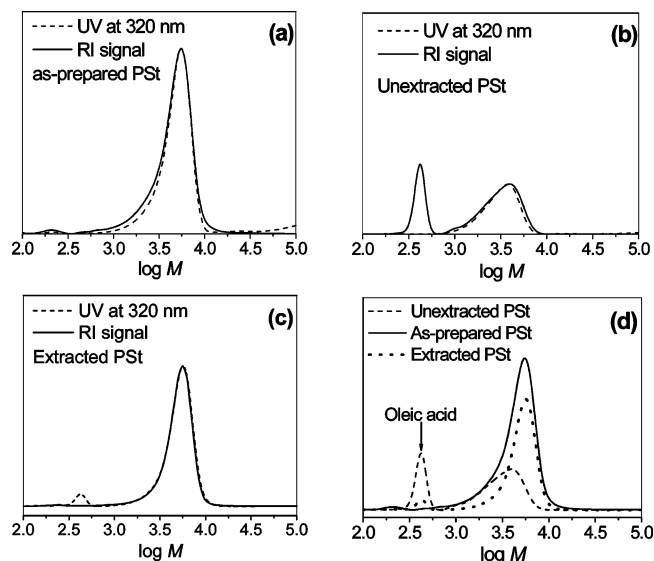 UV at 320 nm
RI signal
as-prepared PSt
(a)
2.0 2.5 3.0 3.5 4.0 4.5 5.0
log M
UV at 320 nm
RI signal
(b)
Unextracted PSt
2.0 2.5 3.0 3.5 4.0 4.5 5.0
log M
UV at 320 nm
RI signal
Extracted PSt
(c)
2.0 2.5 3.0 3.5 4.0 4.5 5.0
log M
Unextracted PSt
As-prepared PSt
Extracted PSt
(d)
Oleic acid
2.0 2.5 3.0 3.5 4.0 4.5 5.0
log M